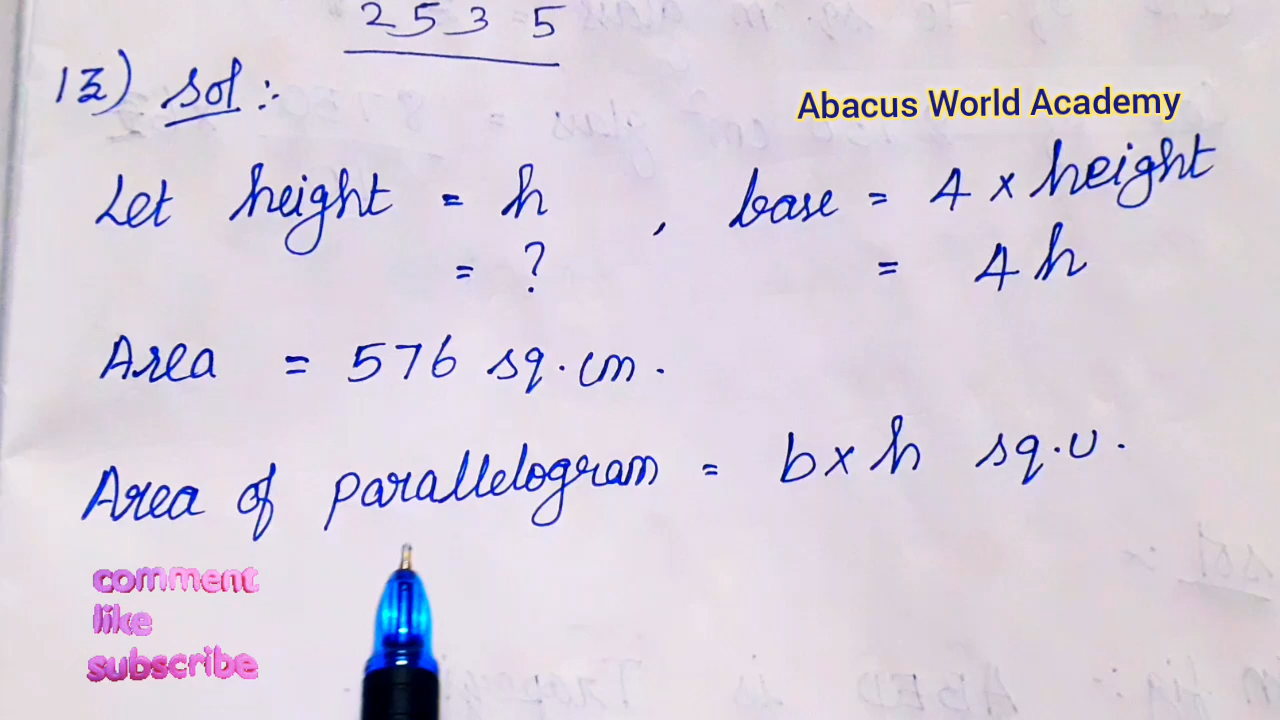 2535
13) sol :-
Abacus World Academy
Let height = h , base = 4 x height
= ? = 4h
Area = 576 sq.cm.
Area of parallelogram = b x h sq.u.
comment
like
subscribe